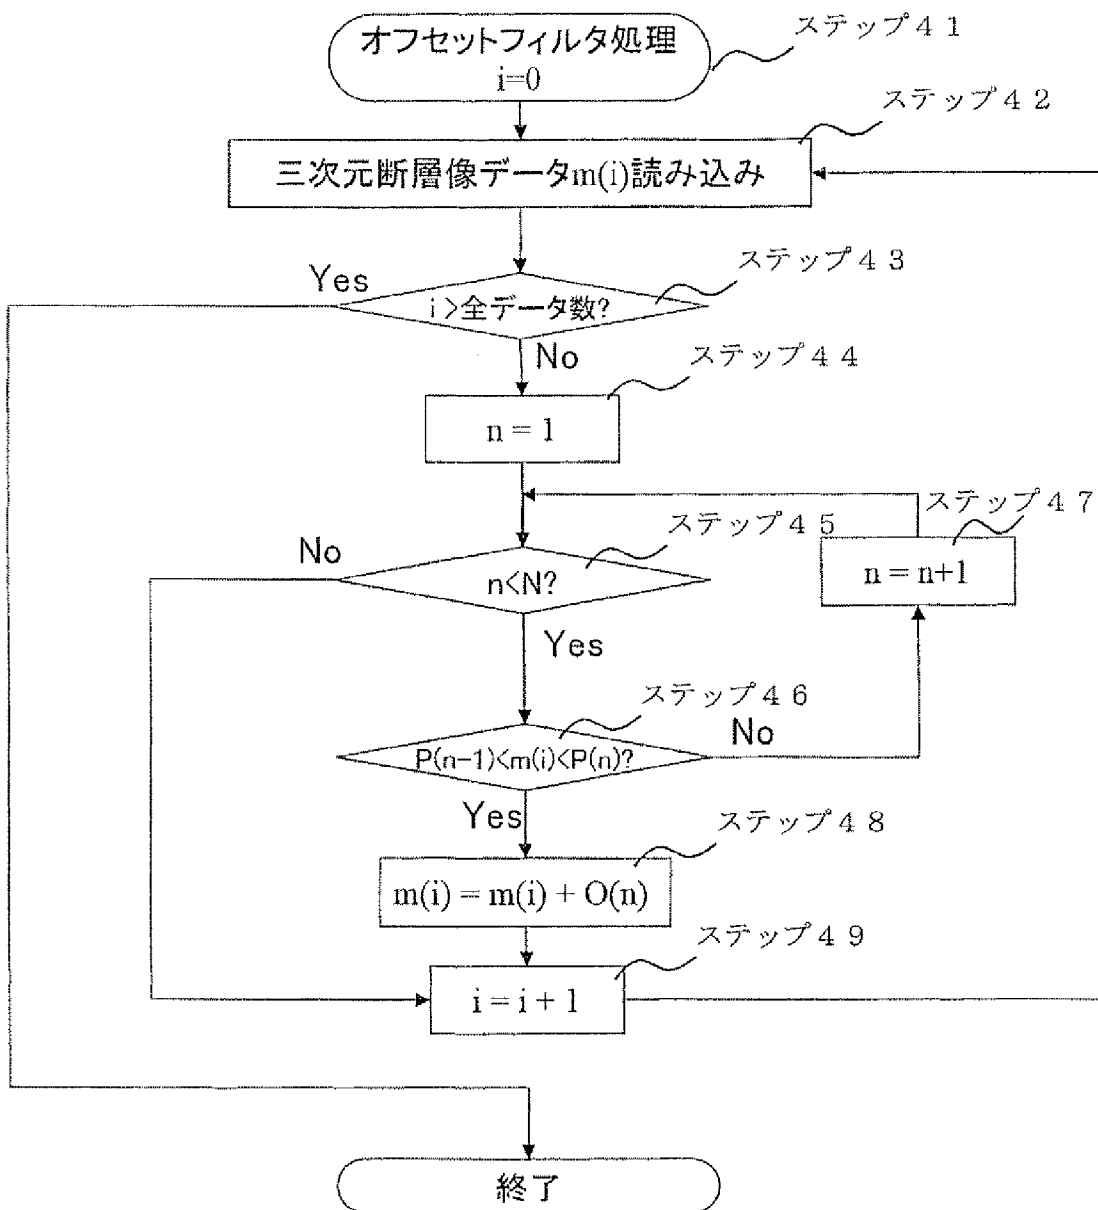 オフセットフィルタ処理
i=0
ステップ41
ステップ42
三次元断層像データm(i)読み込み
ステップ43
Yes
i>全データ数?
No
ステップ44
n = 1
ステップ47
ステップ45
No
n<N?
n = n+1
Yes
ステップ46
P(n-1)<m(i)<P(n)?
No
Yes
ステップ48
m(i) = m(i) + O(n)
ステップ49
i = i + 1
終了